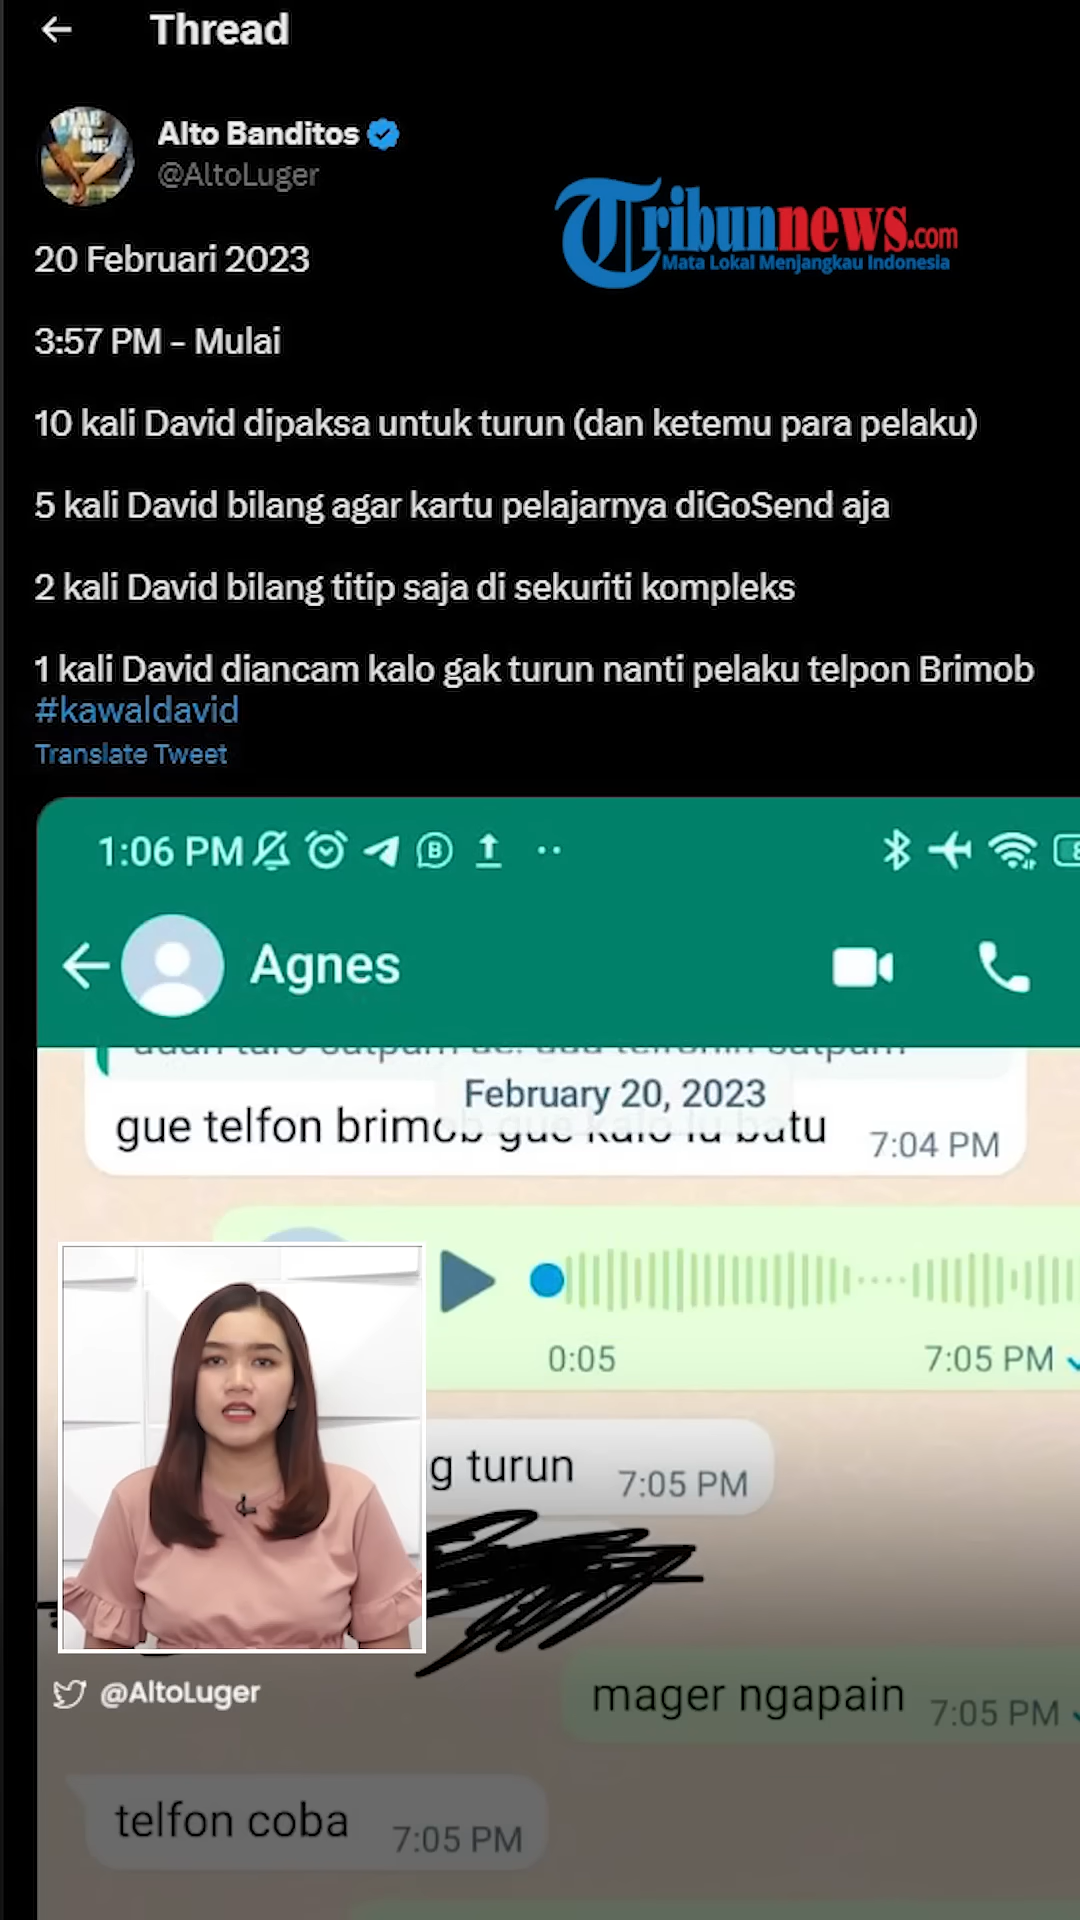 Thread
Alto Banditos
@AltoLuger
Tribunnews.com
Mata Lokal Menjangkau Indonesia
20 Februari 2023
3:57 PM - Mulai
10 kali David dipaksa untuk turun (dan ketemu para pelaku)
5 kali David bilang agar kartu pelajarnya diGoSend aja
2 kali David bilang titip saja di sekuriti kompleks
1 kali David diancam kalo gak turun nanti pelaku telpon Brimob
#kawaldavid
Translate Tweet
1:06 PM
Agnes
February 20, 2023
gue telfon brimob gue kalo lu batu 7:04 PM
0:05 7:05 PM
g turun 7:05 PM
@AltoLuger
mager ngapain 7:05 PM
telfon coba 7:05 PM